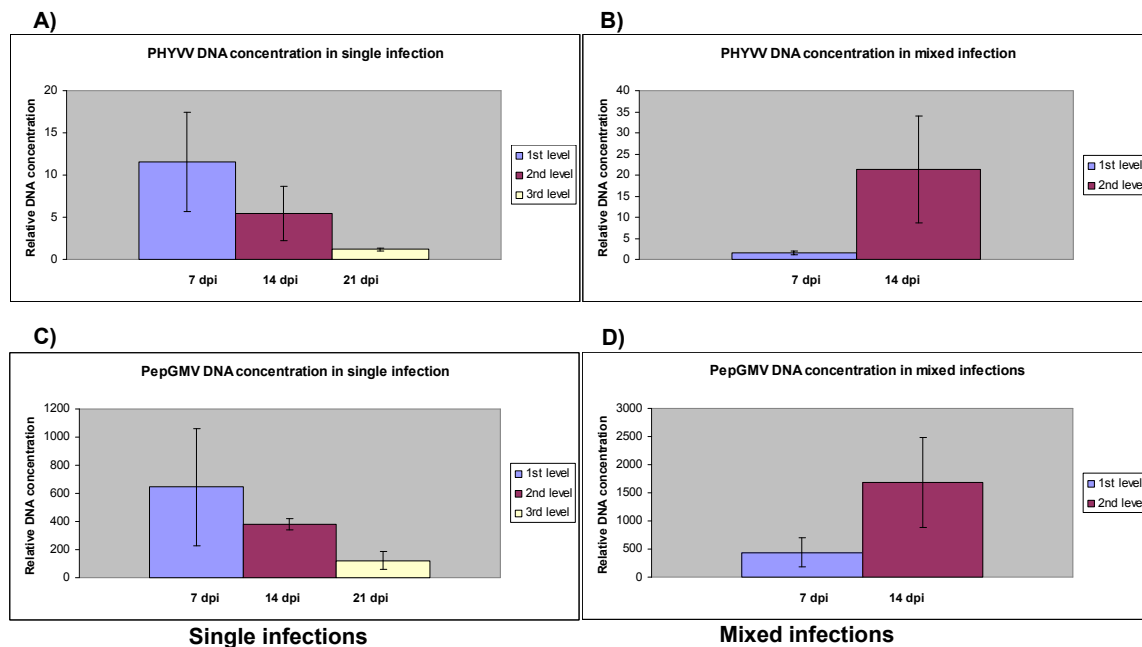 A)
PHYVV DNA concentration in single infection
Relative DNA concentration
20
15
10
5
0
7 dpi 14 dpi 21 dpi
1st level
2nd level
3rd level
B)
PHYVV DNA concentration in mixed infection
Relative DNA concentration
40
35
30
25
20
15
10
5
0
7 dpi 14 dpi
1st level
2nd level
C)
PepGMV DNA concentration in single infection
Relative DNA concentration
1200
1000
800
600
400
200
0
7 dpi 14 dpi 21 dpi
1st level
2nd level
3rd level
Single infections
D)
PepGMV DNA concentration in mixed infections
Relative DNA concentration
3000
2500
2000
1500
1000
500
0
7 dpi 14 dpi
1st level
2nd level
Mixed infections